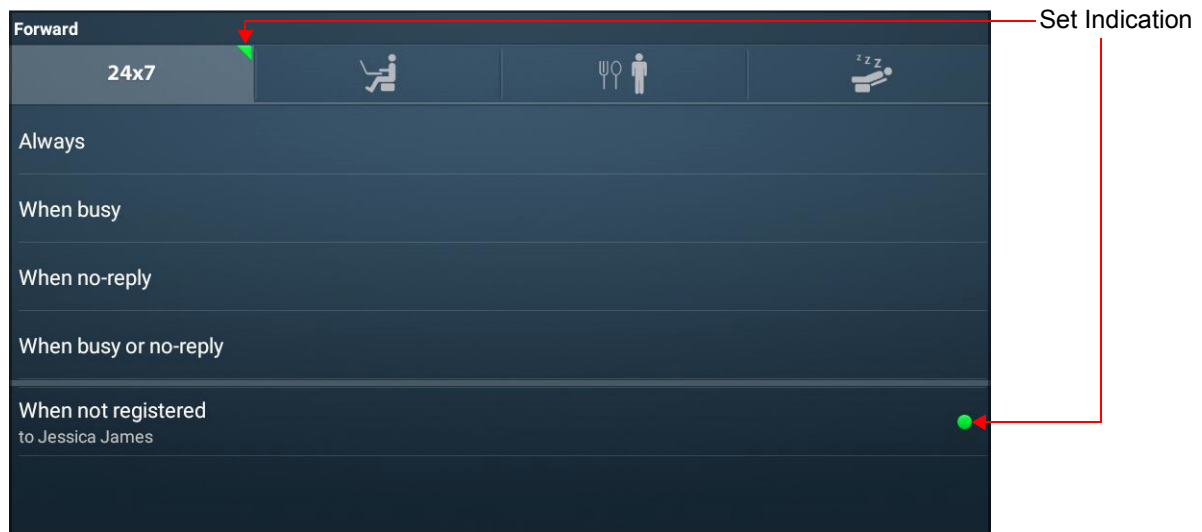 Set Indication
Forward
24x7
z z z
Always
When busy
When no-reply
When busy or no-reply
When not registered
to Jessica James